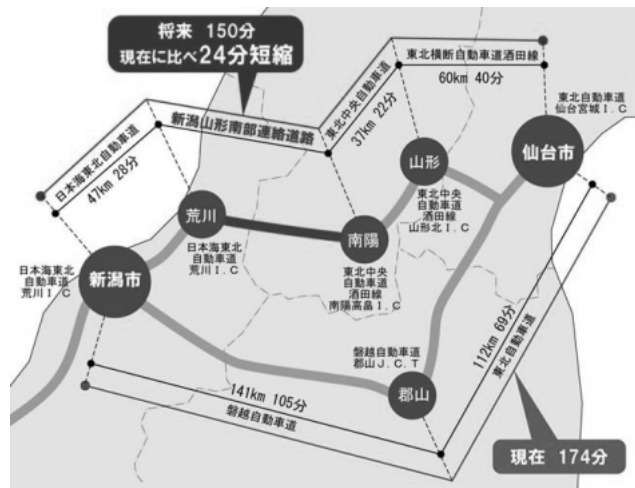 将来 150分
現在に比べ24分短縮
東北横断自動車道酒田線
60km 40分
東北自動車道
仙台宮城I.C
東北中央自動車道
37km 22分
新潟山形南部連絡道路
日本海東北自動車道
47km 28分
仙台市
山形
東北中央
自動車道
酒田線
山形北I.C
荒川
日本海東北
自動車道
荒川I.C
南陽
東北中央
自動車道
酒田線
南陽高畠I.C
日本海東北
自動車道
荒川I.C
新潟市
磐越自動車道
郡山J.C.T
郡山
112km 69分
東北自動車道
141km 105分
磐越自動車道
現在 174分